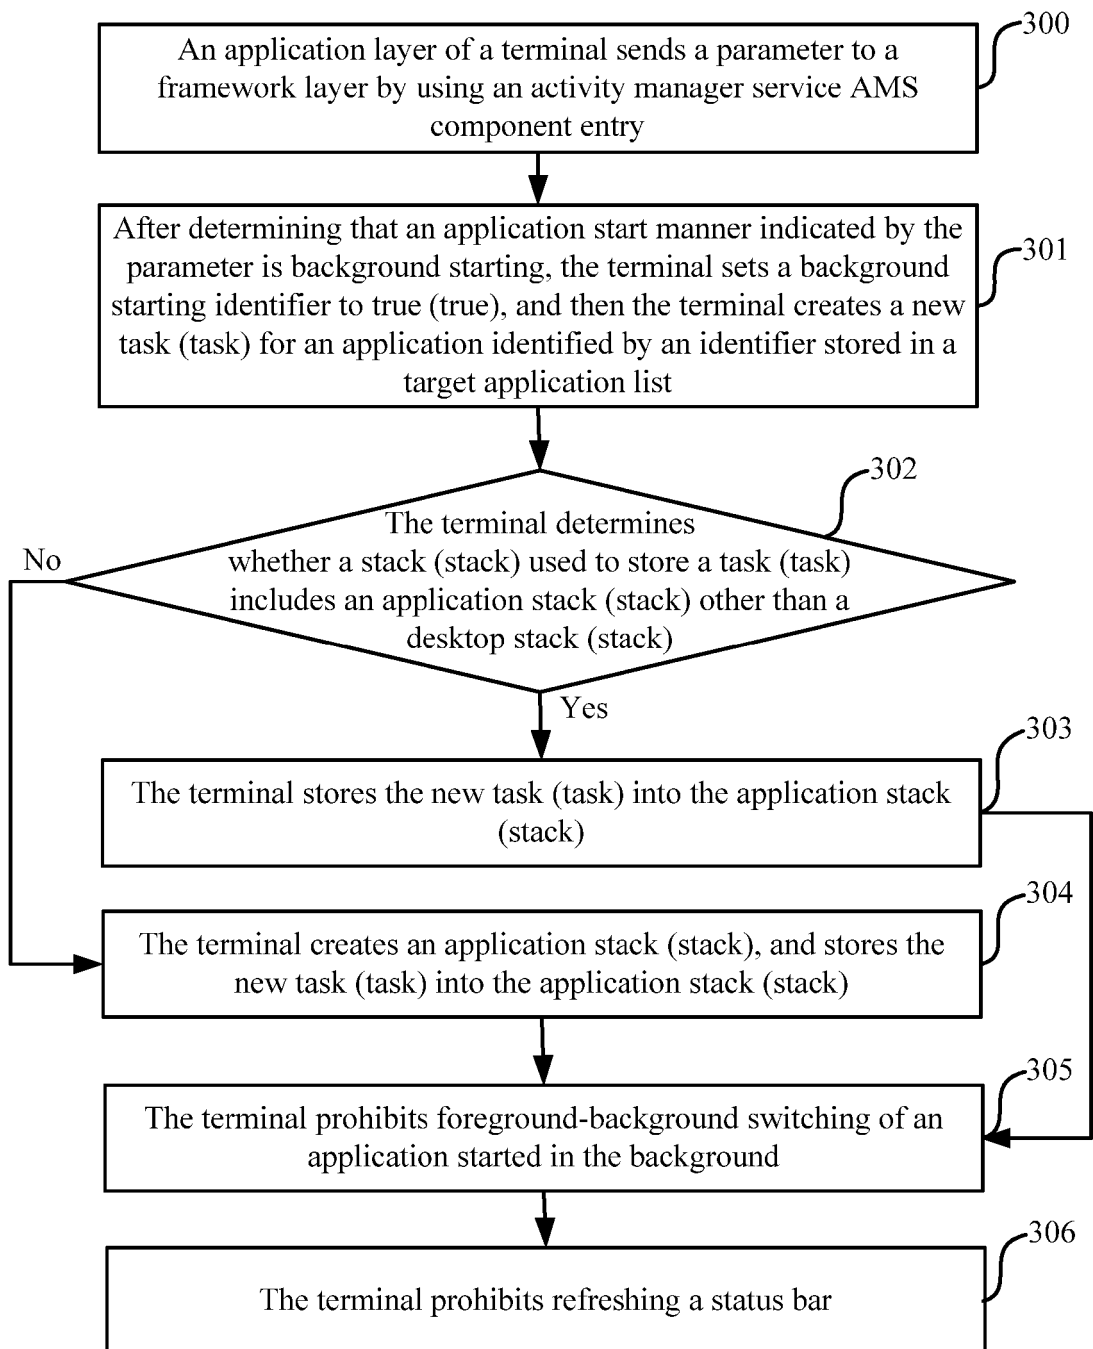 300
An application layer of a terminal sends a parameter to a
framework layer by using an activity manager service AMS
component entry
301
After determining that an application start manner indicated by the
parameter is background starting, the terminal sets a background
starting identifier to true (true), and then the terminal creates a new
task (task) for an application identified by an identifier stored in a
target application list
302
The terminal determines
whether a stack (stack) used to store a task (task)
includes an application stack (stack) other than a
desktop stack (stack)
No
Yes
303
The terminal stores the new task (task) into the application stack
(stack)
304
The terminal creates an application stack (stack), and stores the
new task (task) into the application stack (stack)
305
The terminal prohibits foreground-background switching of an
application started in the background
306
The terminal prohibits refreshing a status bar